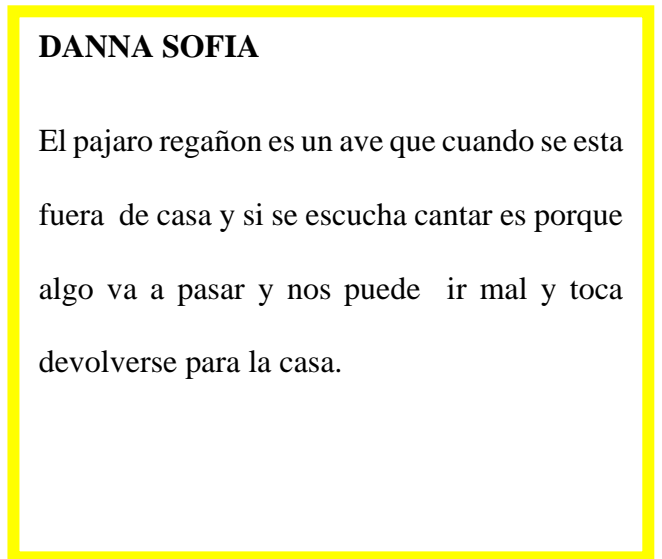 DANNA SOFIA
El pajaro regañon es un ave que cuando se esta
fuera  de casa y si se escucha cantar es porque
algo va a pasar y nos puede  ir mal y toca
devolverse para la casa.